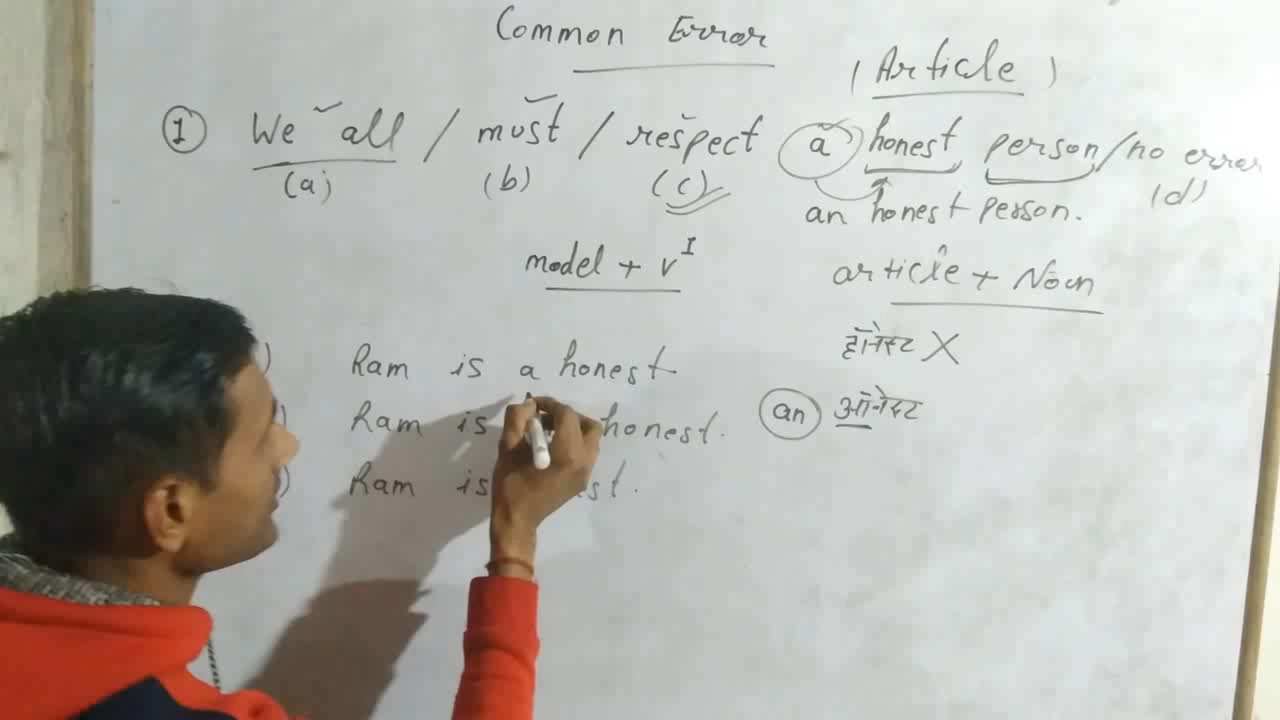 Common Error
(Article)
① We all / must / respect a honest person/no error
(a) (b) (c) (d)
an honest person.
model + v I
article + Noun
हॉनेस्ट X
) Ram is a honest
) Ram is honest.
an ऑनेस्ट
) Ram is